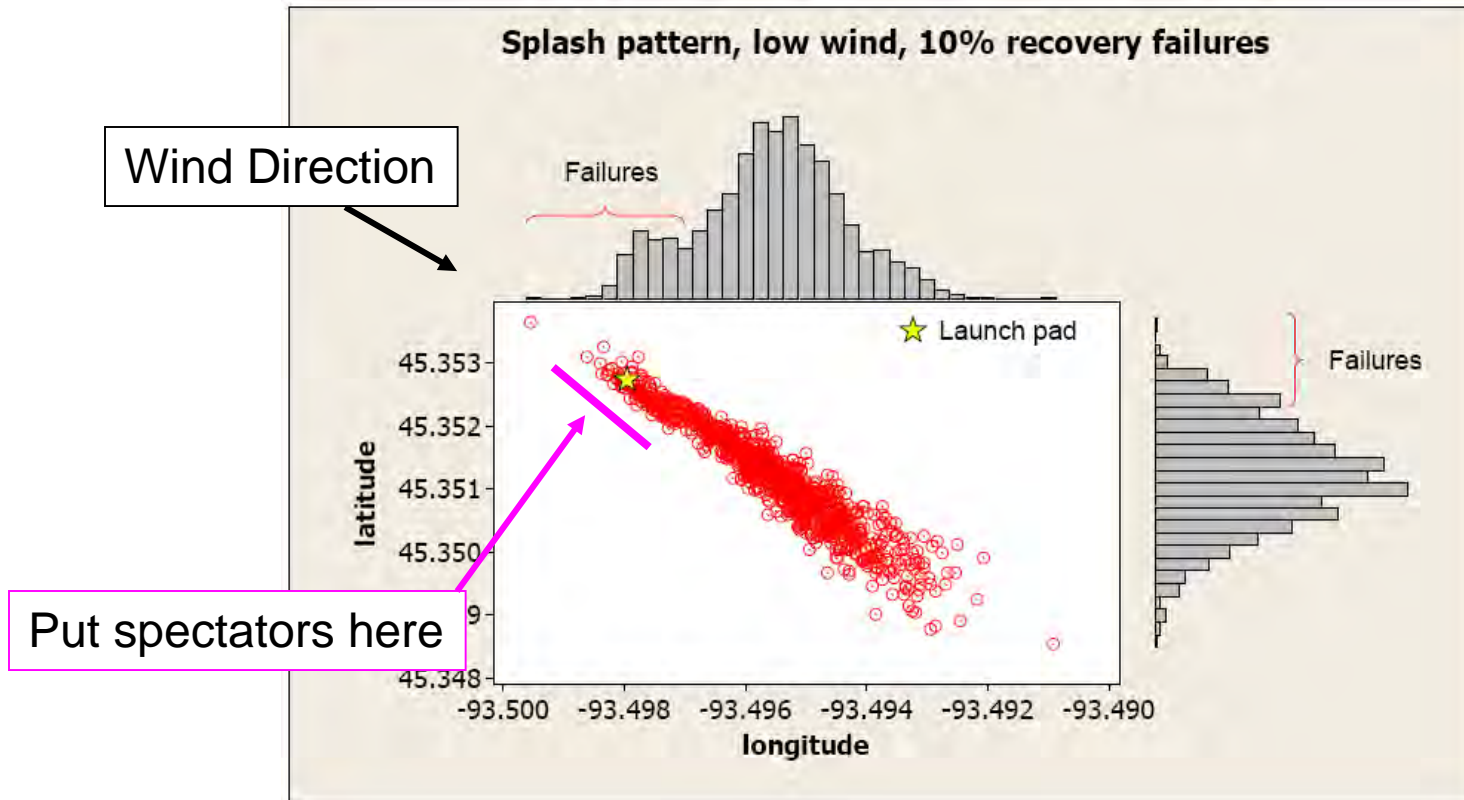 Splash pattern, low wind, 10% recovery failures
Wind Direction
Failures
Launch pad
Failures
45.353
45.352
45.351
45.350
9
45.348
latitude
Put spectators here
-93.500 -93.498 -93.496 -93.494 -93.492 -93.490
longitude